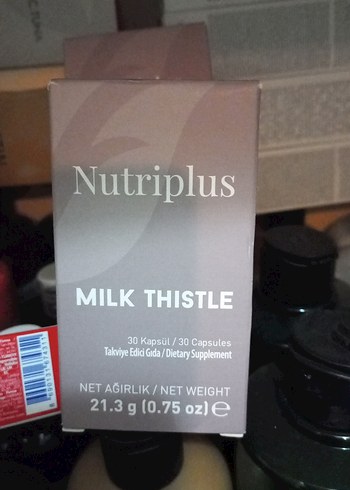 Nutriplus
MILK THISTLE
30 Kapsül / 30 Capsules
Takviye Edici Gıda / Dietary Supplement
NET AĞIRLIK / NET WEIGHT
21.3 g (0.75 oz) ℮